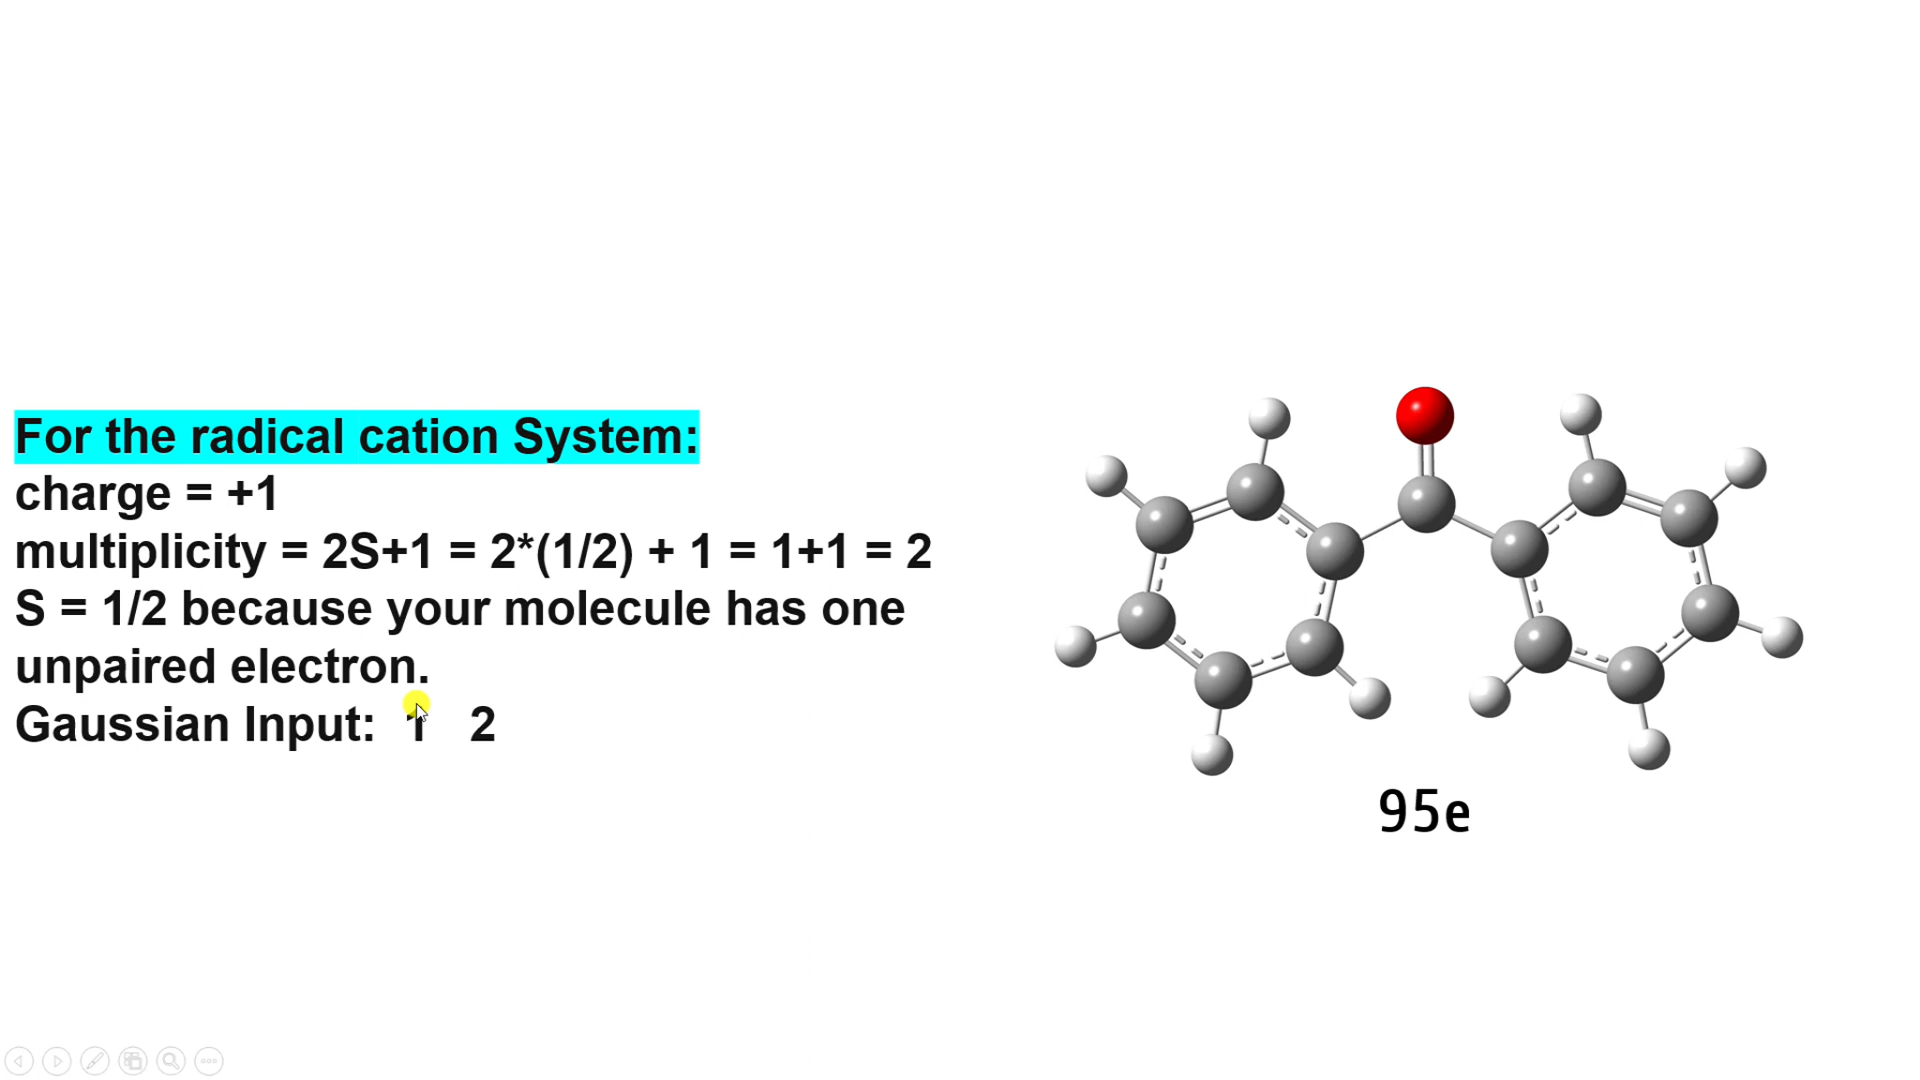 For the radical cation System:
charge = +1
multiplicity = 2S+1 = 2*(1/2) + 1 = 1+1 = 2
S = 1/2 because your molecule has one
unpaired electron.
Gaussian Input: 1 2
95e